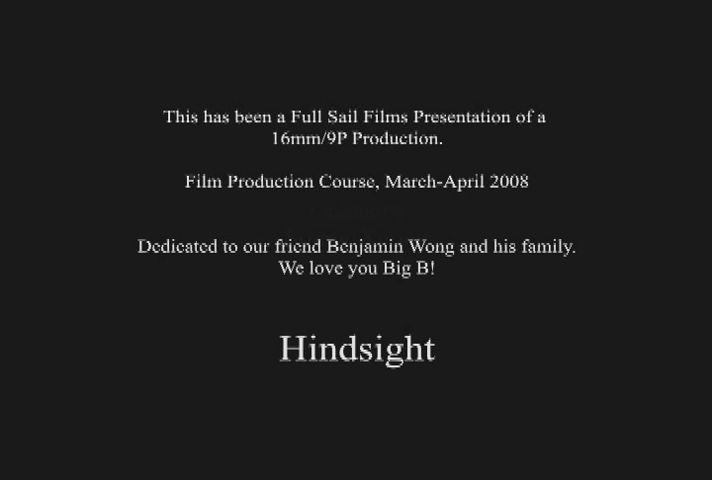 This has been a Full Sail Films Presentation of a
16mm/9P Production.
Film Production Course, March-April 2008
Dedicated to our friend Benjamin Wong and his family.
We love you Big B!
Hindsight